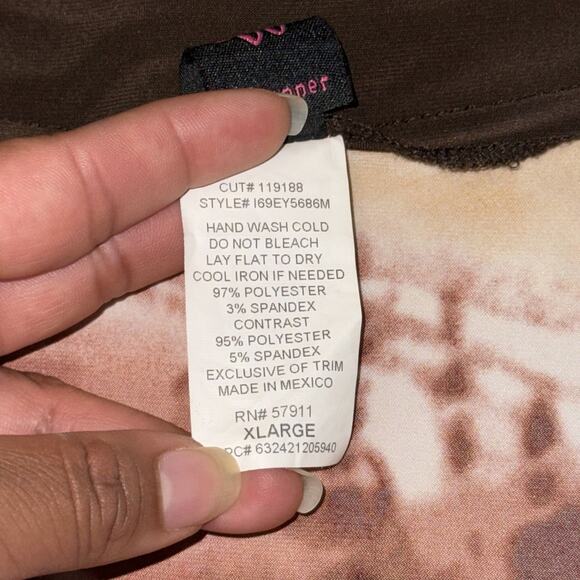 CUT# 119188
STYLE# I69EY5686M
HAND WASH COLD
DO NOT BLEACH
LAY FLAT TO DRY
COOL IRON IF NEEDED
97% POLYESTER
3% SPANDEX
CONTRAST
95% POLYESTER
5% SPANDEX
EXCLUSIVE OF TRIM
MADE IN MEXICO
RN# 57911
XLARGE
PC# 632421205940